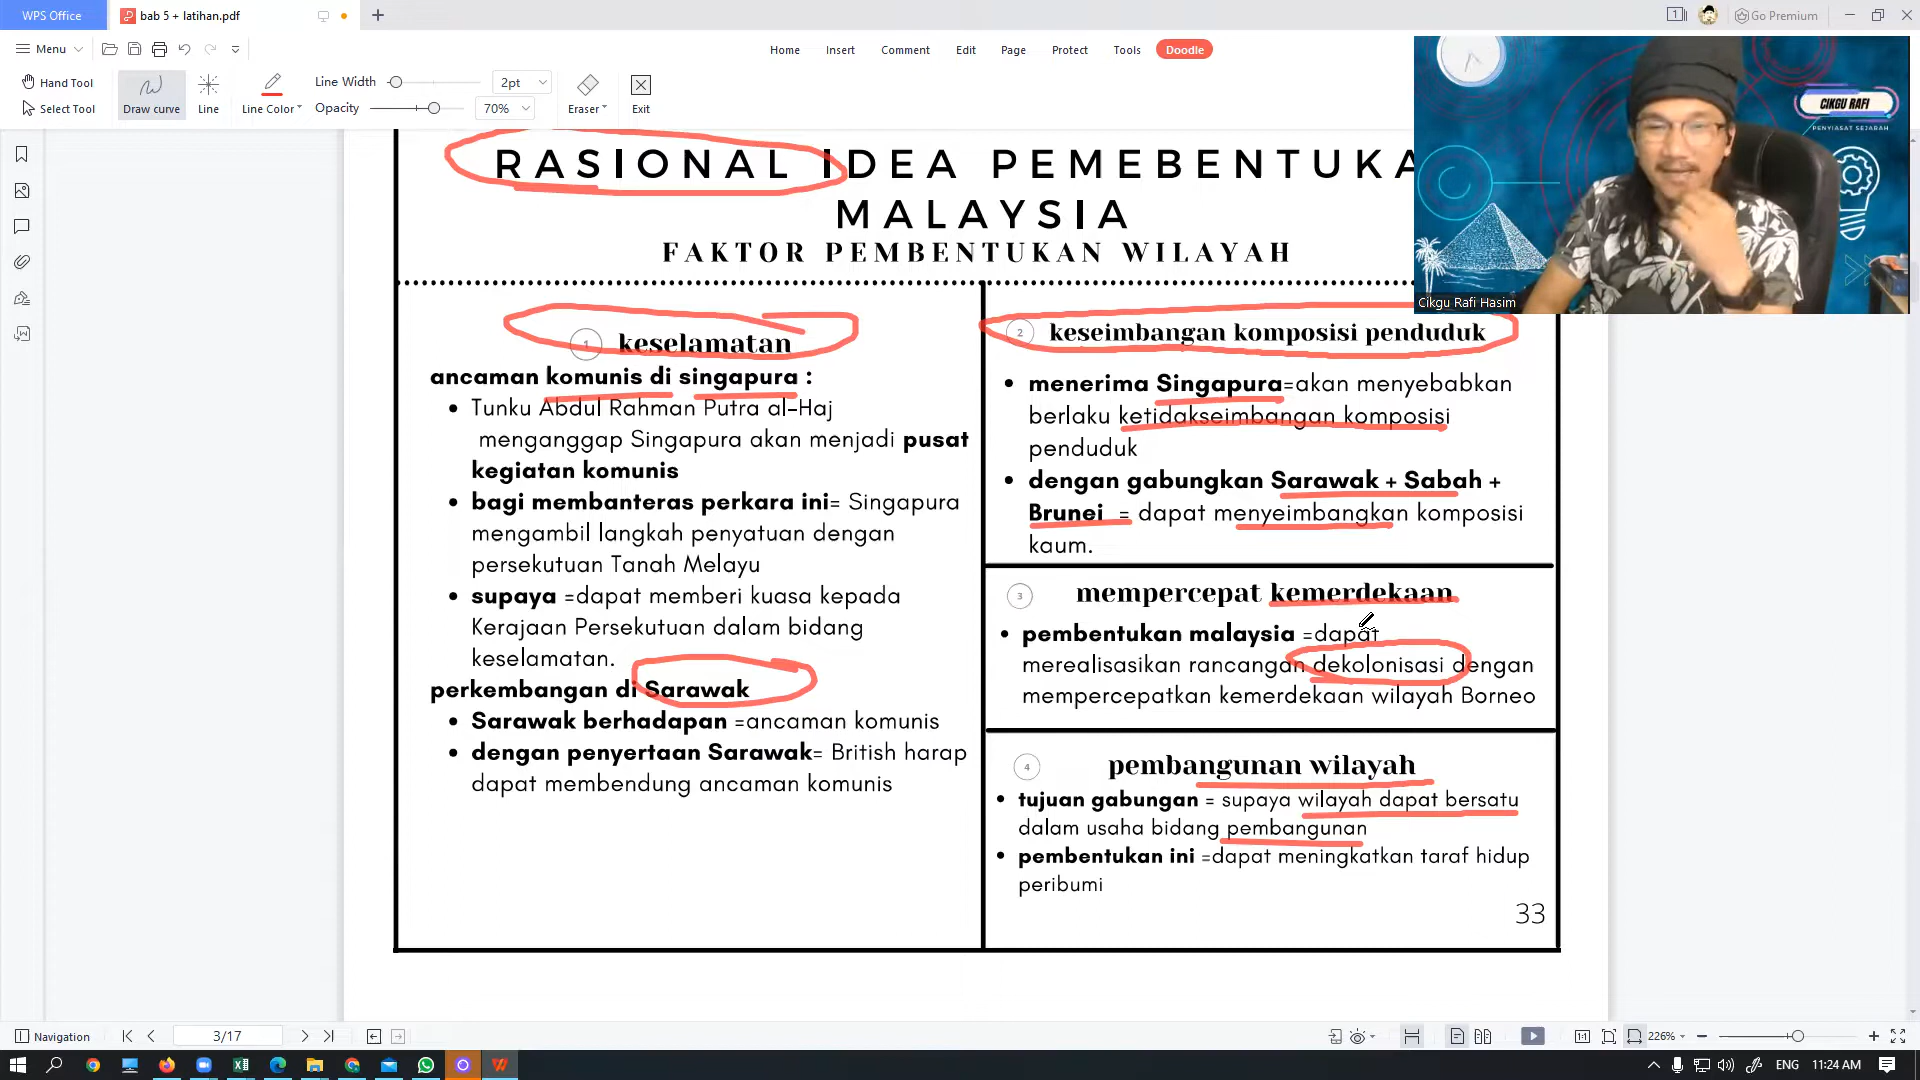 WPS Office
bab 5 + latihan.pdf
1
Go Premium
Menu
Home Insert Comment Edit Page Protect Tools Doodle
Hand Tool
Select Tool
Draw curve
Line
Line Color
Line Width 2pt
Opacity 70%
Eraser
Exit
CIKGU RAFI
PENYIASAT SEJARAH
Cikgu Rafi Hasim
RASIONAL IDEA PEMEBENTUKA
MALAYSIA
FAKTOR PEMBENTUKAN WILAYAH
1 keselamatan
ancaman komunis di singapura :
• Tunku Abdul Rahman Putra al-Haj
menganggap Singapura akan menjadi pusat
kegiatan komunis
• bagi membanteras perkara ini= Singapura
mengambil langkah penyatuan dengan
persekutuan Tanah Melayu
• supaya =dapat memberi kuasa kepada
Kerajaan Persekutuan dalam bidang
keselamatan.
perkembangan di Sarawak
• Sarawak berhadapan =ancaman komunis
• dengan penyertaan Sarawak= British harap
dapat membendung ancaman komunis
2 keseimbangan komposisi penduduk
• menerima Singapura=akan menyebabkan
berlaku ketidakseimbangan komposisi
penduduk
• dengan gabungkan Sarawak + Sabah +
Brunei = dapat menyeimbangkan komposisi
kaum.
3 mempercepat kemerdekaan
• pembentukan malaysia =dapat
merealisasikan rancangan dekolonisasi dengan
mempercepatkan kemerdekaan wilayah Borneo
4 pembangunan wilayah
• tujuan gabungan = supaya wilayah dapat bersatu
dalam usaha bidang pembangunan
• pembentukan ini =dapat meningkatkan taraf hidup
peribumi
33
Navigation
3/17
226%
ENG
11:24 AM